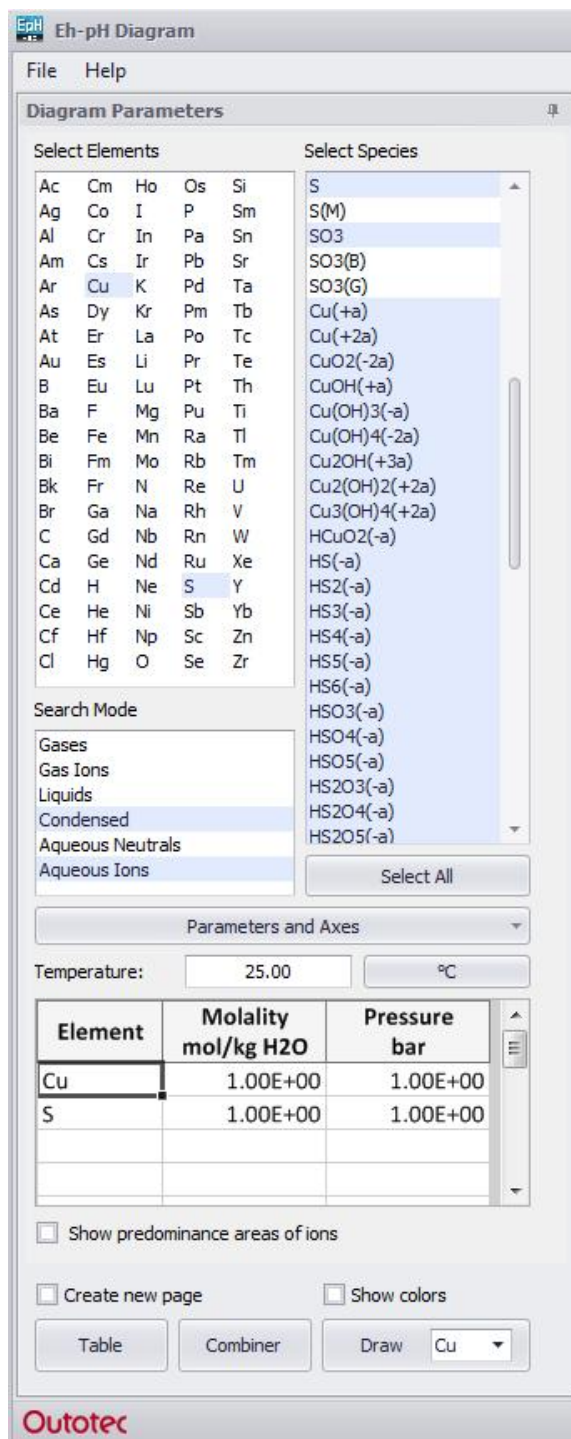 EpH Eh-pH Diagram
File Help
Diagram Parameters
Select Elements
Ac Cm Ho Os Si
Ag Co I P Sm
Al Cr In Pa Sn
Am Cs Ir Pb Sr
Ar Cu K Pd Ta
As Dy Kr Pm Tb
At Er La Po Tc
Au Es Li Pr Te
B Eu Lu Pt Th
Ba F Mg Pu Ti
Be Fe Mn Ra Tl
Bi Fm Mo Rb Tm
Bk Fr N Re U
Br Ga Na Rh V
C Gd Nb Rn W
Ca Ge Nd Ru Xe
Cd H Ne S Y
Ce He Ni Sb Yb
Cf Hf Np Sc Zn
Cl Hg O Se Zr
Search Mode
Gases
Gas Ions
Liquids
Condensed
Aqueous Neutrals
Aqueous Ions
Select Species
S
S(M)
SO3
SO3(B)
SO3(G)
Cu(+a)
Cu(+2a)
CuO2(-2a)
CuOH(+a)
Cu(OH)3(-a)
Cu(OH)4(-2a)
Cu2OH(+3a)
Cu2(OH)2(+2a)
Cu3(OH)4(+2a)
HCuO2(-a)
HS(-a)
HS2(-a)
HS3(-a)
HS4(-a)
HS5(-a)
HS6(-a)
HSO3(-a)
HSO4(-a)
HSO5(-a)
HS2O3(-a)
HS2O4(-a)
HS2O5(-a)
Select All
Parameters and Axes
Temperature: 25.00 °C
Element Molality mol/kg H2O Pressure bar
Cu 1.00E+00 1.00E+00
S 1.00E+00 1.00E+00
Show predominance areas of ions
Create new page Show colors
Table Combiner Draw Cu
Outotec